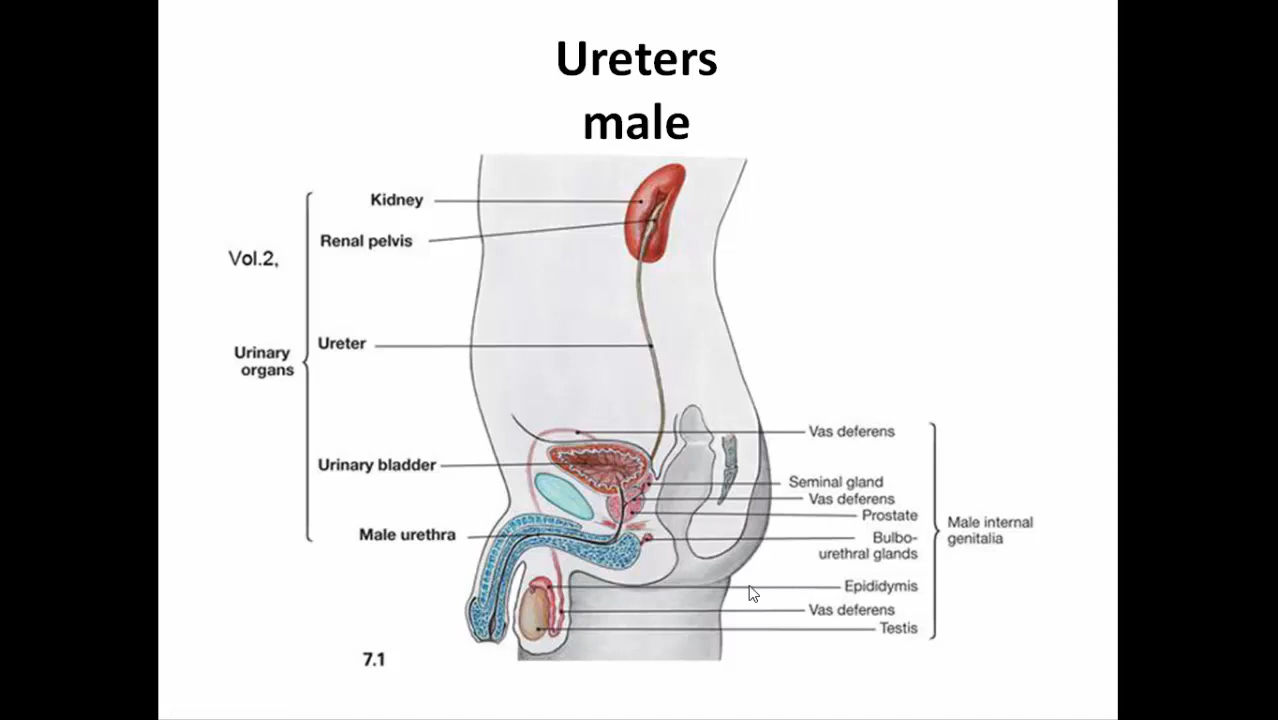 Ureters
male
Kidney
Renal pelvis
Vol.2,
Ureter
Urinary
organs
Urinary bladder
Male urethra
Vas deferens
Seminal gland
Vas deferens
Prostate
Bulbo-
urethral glands
Male internal
genitalia
Epididymis
Vas deferens
Testis
7.1